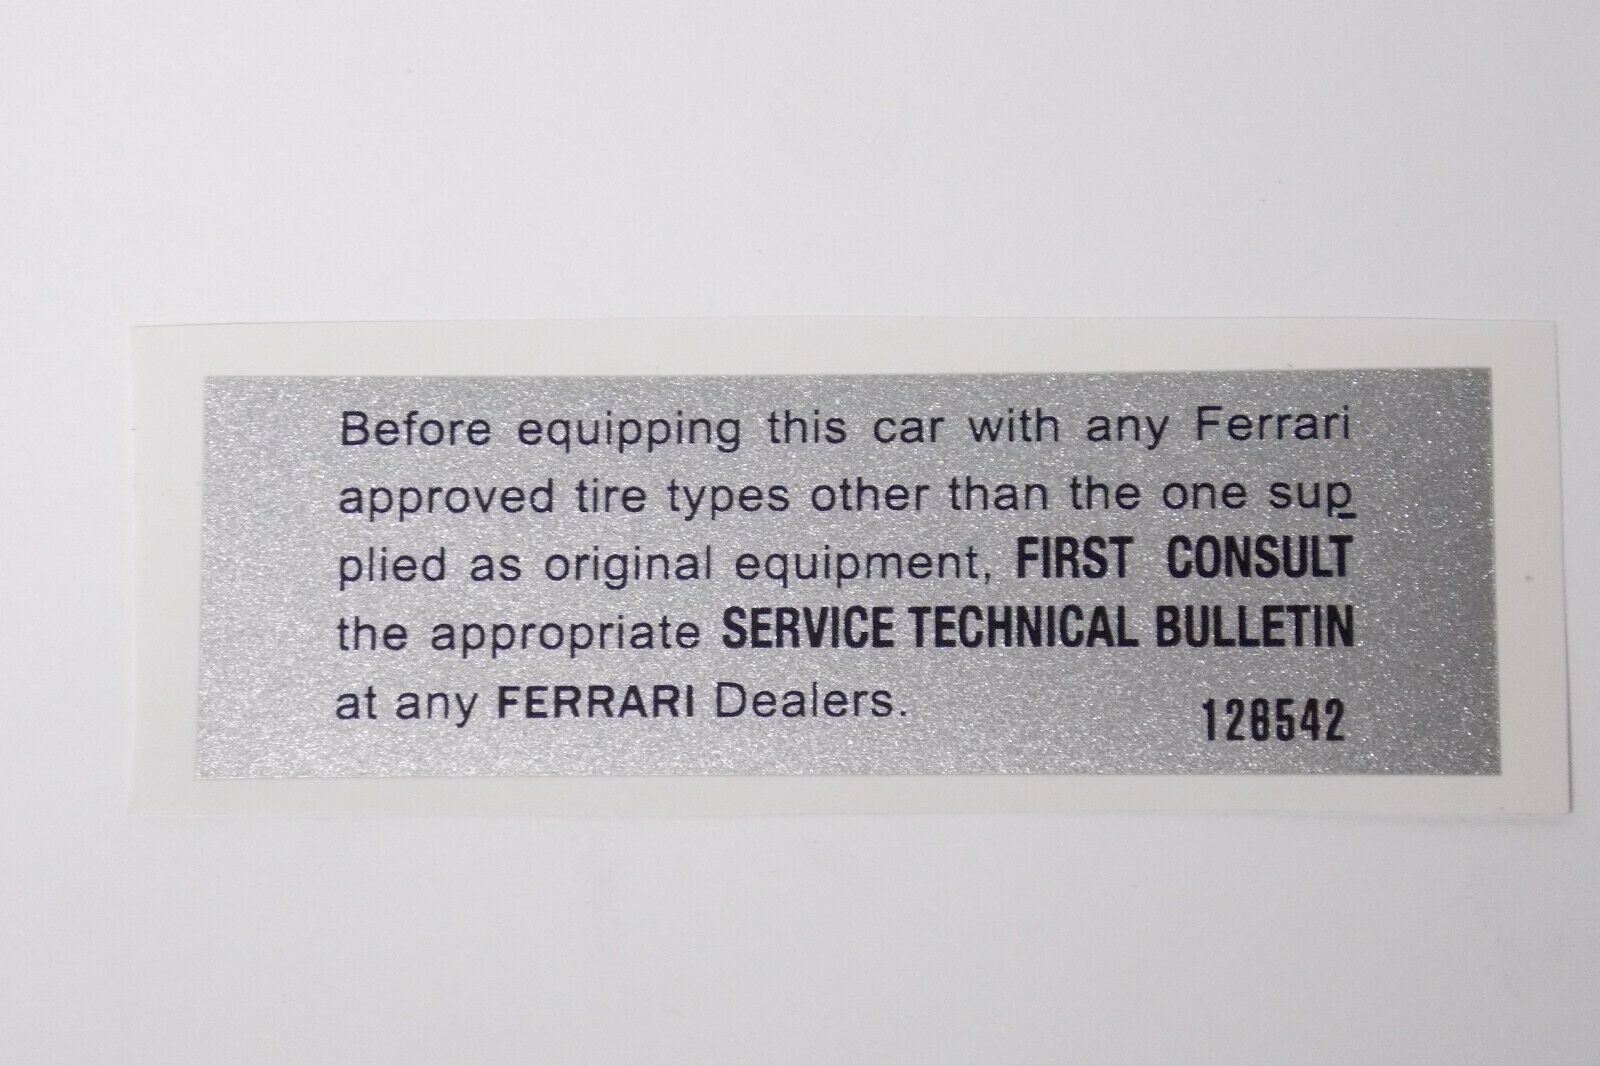 Before equipping this car with any Ferrari
approved tire types other than the one sup
plied as original equipment, FIRST CONSULT
the appropriate SERVICE TECHNICAL BULLETIN
at any FERRARI Dealers.
128542